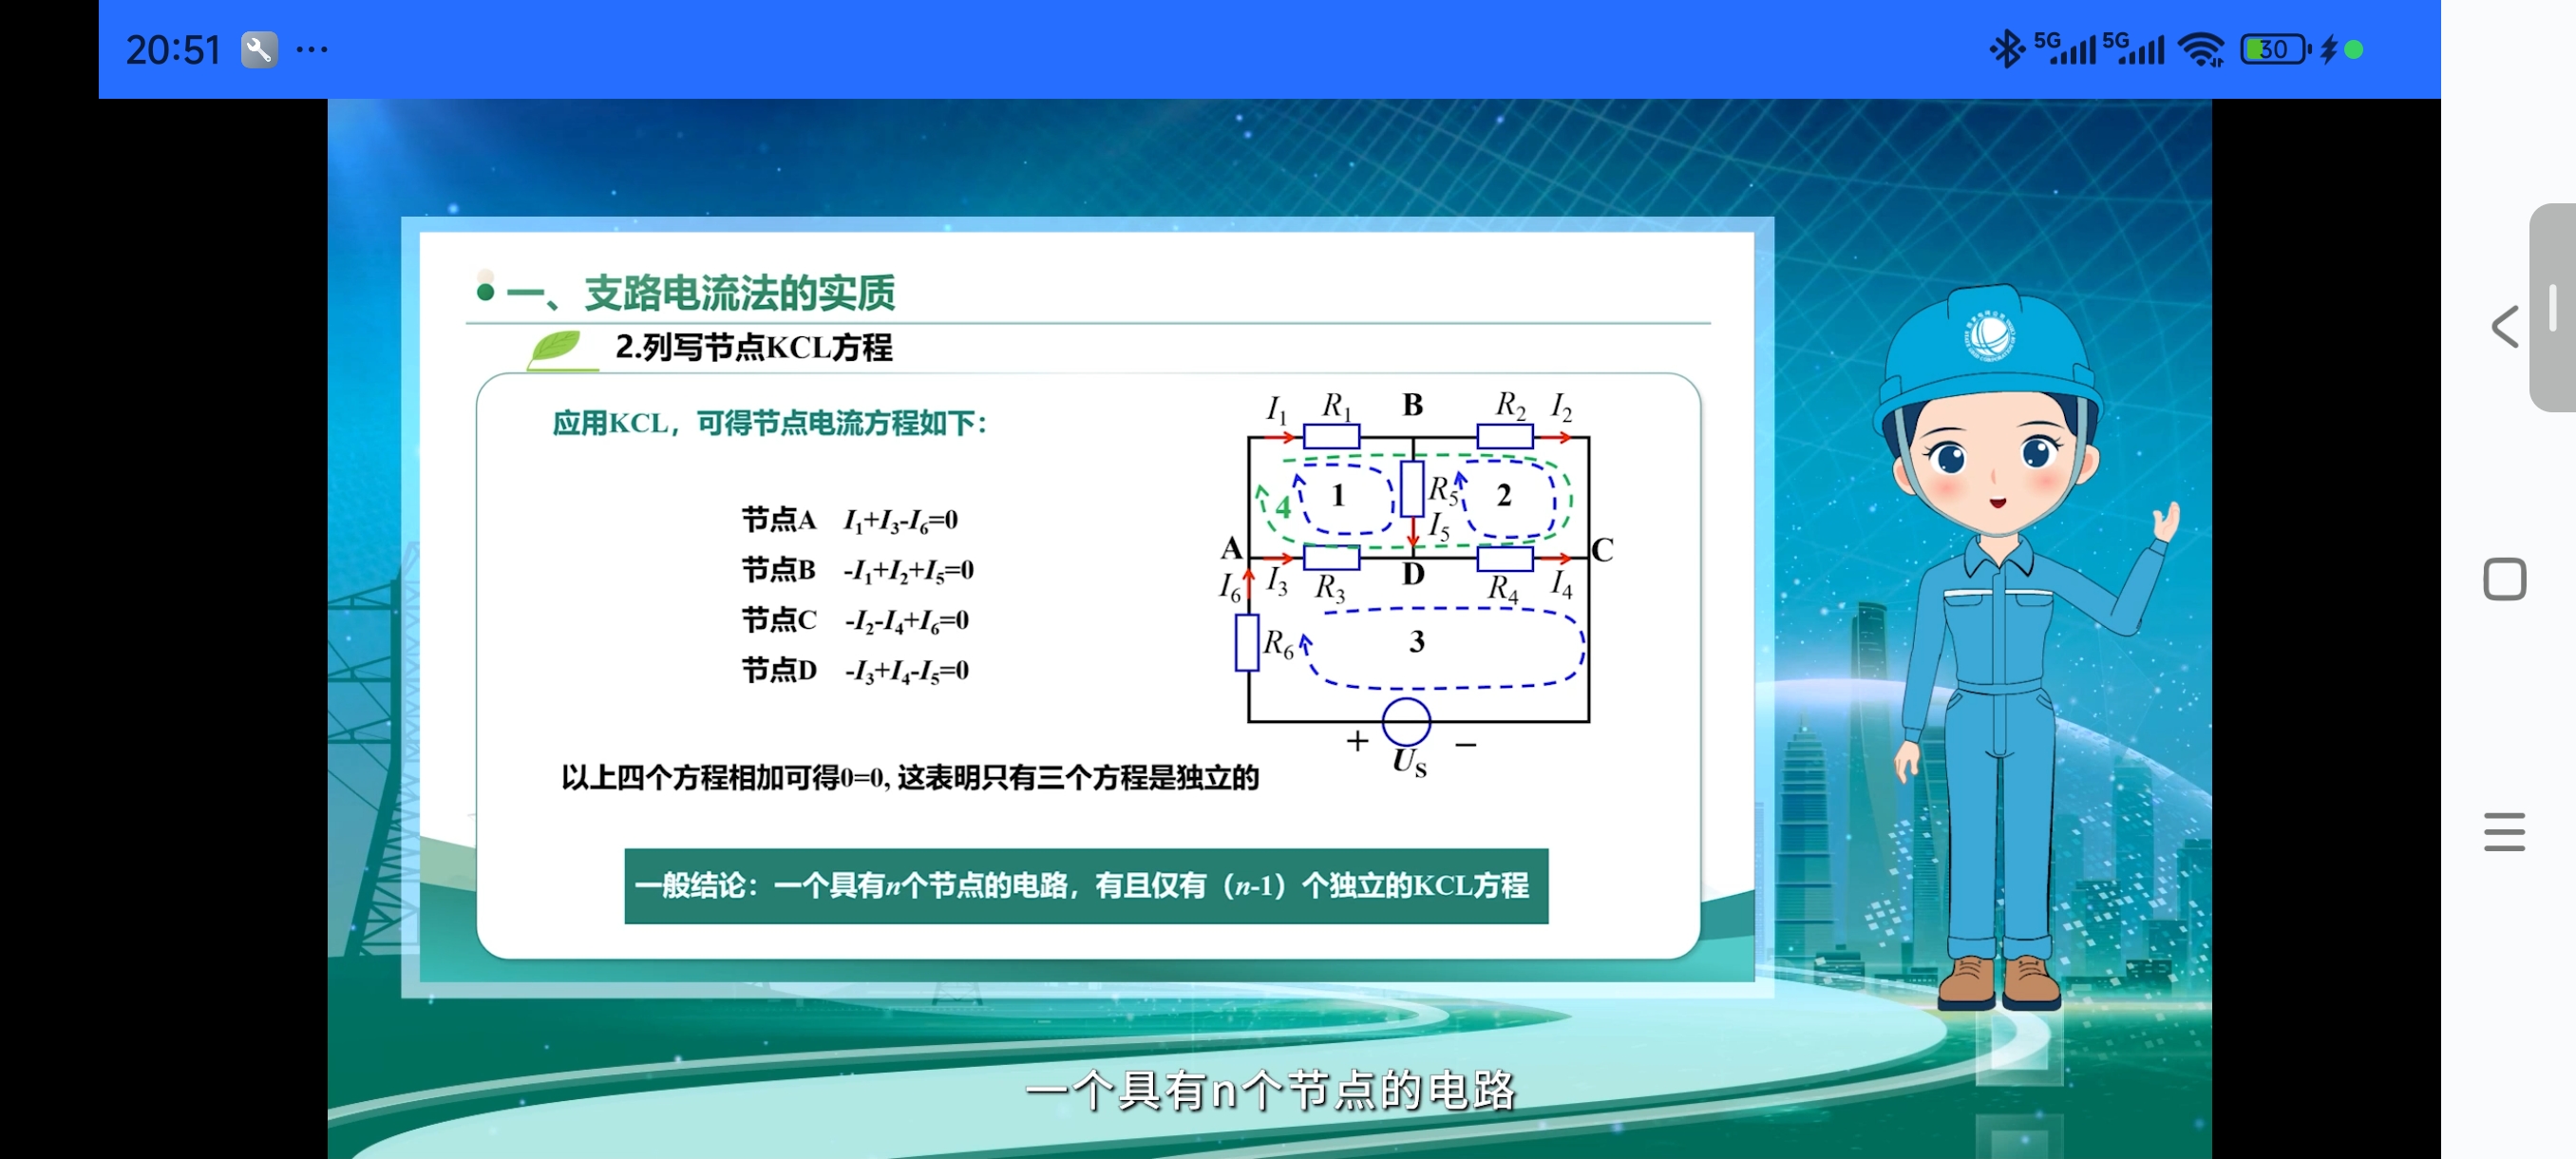 20:51
5G 5G 30
一、支路电流法的实质
2.列写节点KCL方程
应用KCL，可得节点电流方程如下：
节点A I₁+I₃-I₆=0
节点B -I₁+I₂+I₅=0
节点C -I₂-I₄+I₆=0
节点D -I₃+I₄-I₅=0
I₁ R₁ B R₂ I₂
1 R₅ 2
4
I₅
A C
I₆ I₃ R₃ D R₄ I₄
R₆ 3
+ −
U_S
以上四个方程相加可得0=0, 这表明只有三个方程是独立的
一般结论：一个具有n个节点的电路，有且仅有（n-1）个独立的KCL方程
一个具有n个节点的电路